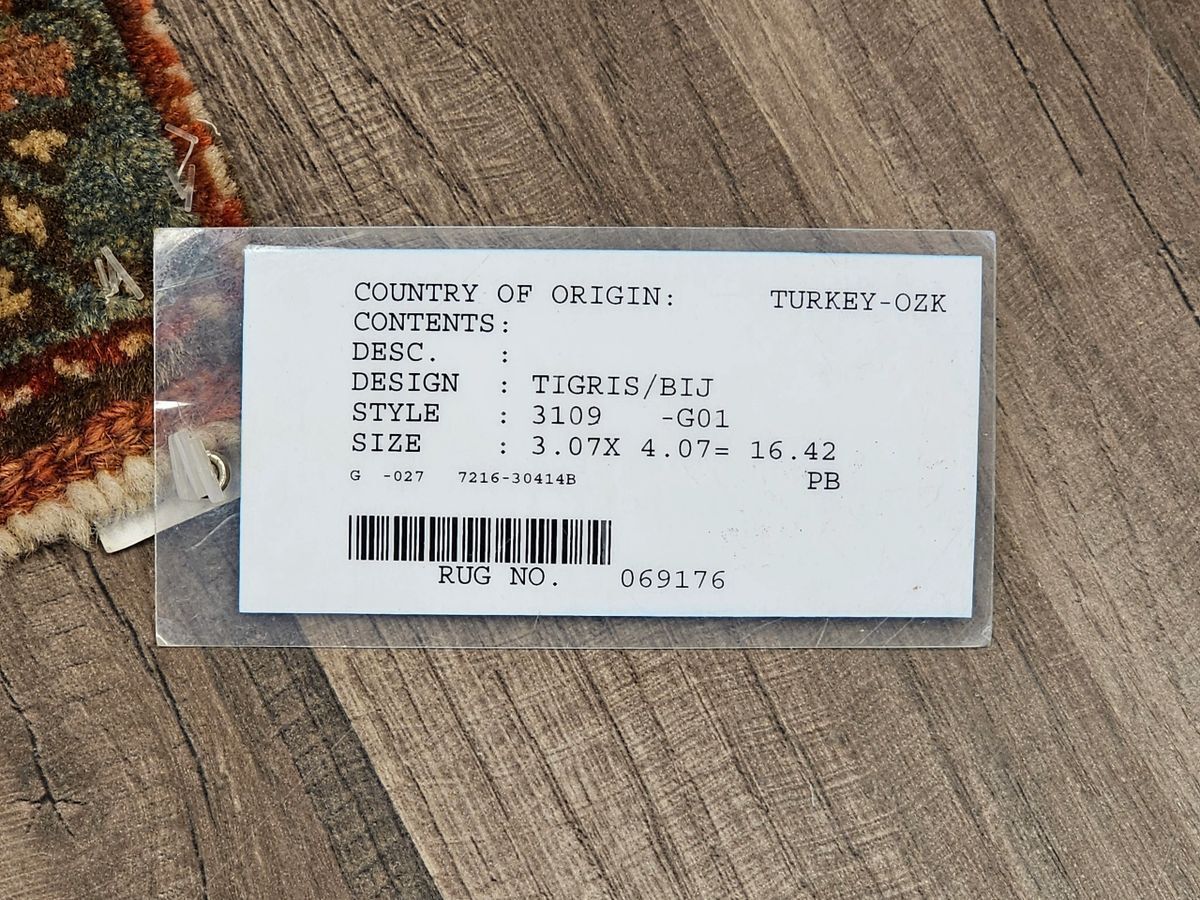 COUNTRY OF ORIGIN: TURKEY-OZK
CONTENTS:
DESC. :
DESIGN : TIGRIS/BIJ
STYLE : 3109 -G01
SIZE : 3.07X 4.07= 16.42
G -027 7216-30414B PB
RUG NO. 069176